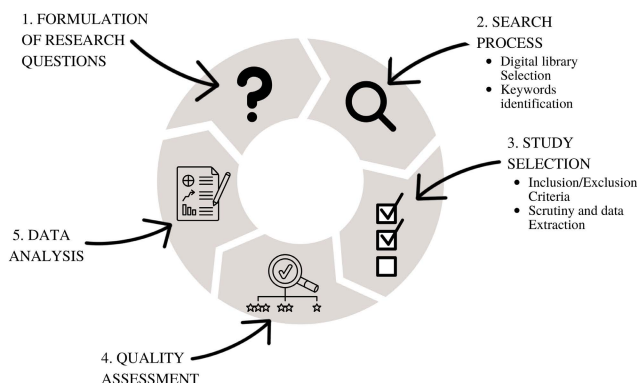 1. FORMULATION
OF RESEARCH
QUESTIONS
2. SEARCH
PROCESS
• Digital library
Selection
• Keywords
identification
3. STUDY
SELECTION
• Inclusion/Exclusion
Criteria
• Scrutiny and data
Extraction
4. QUALITY
ASSESSMENT
5. DATA
ANALYSIS
?